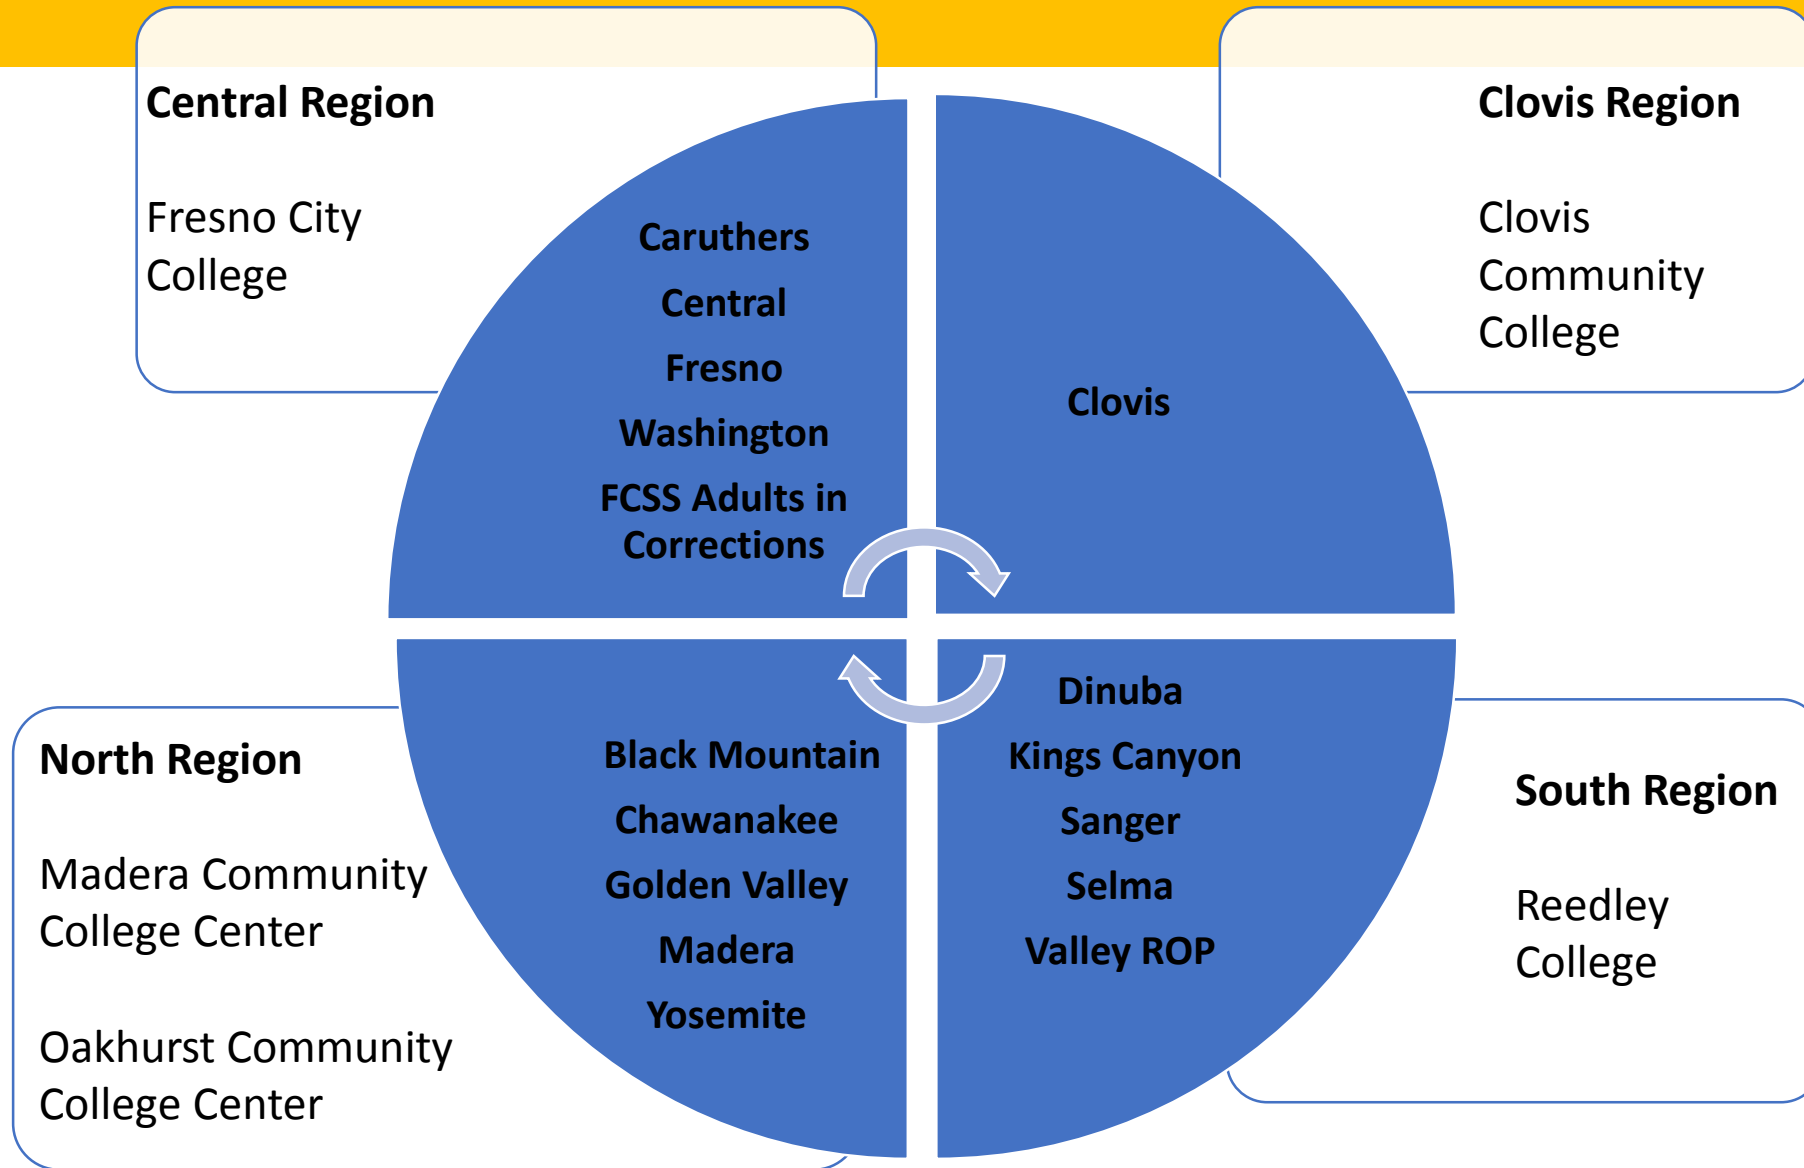 Central Region
Fresno City
College
Caruthers
Central
Fresno
Washington
FCSS Adults in
Corrections
Clovis Region
Clovis
Community
College
Clovis
North Region
Madera Community
College Center
Oakhurst Community
College Center
Black Mountain
Chawanakee
Golden Valley
Madera
Yosemite
Dinuba
Kings Canyon
Sanger
Selma
Valley ROP
South Region
Reedley
College